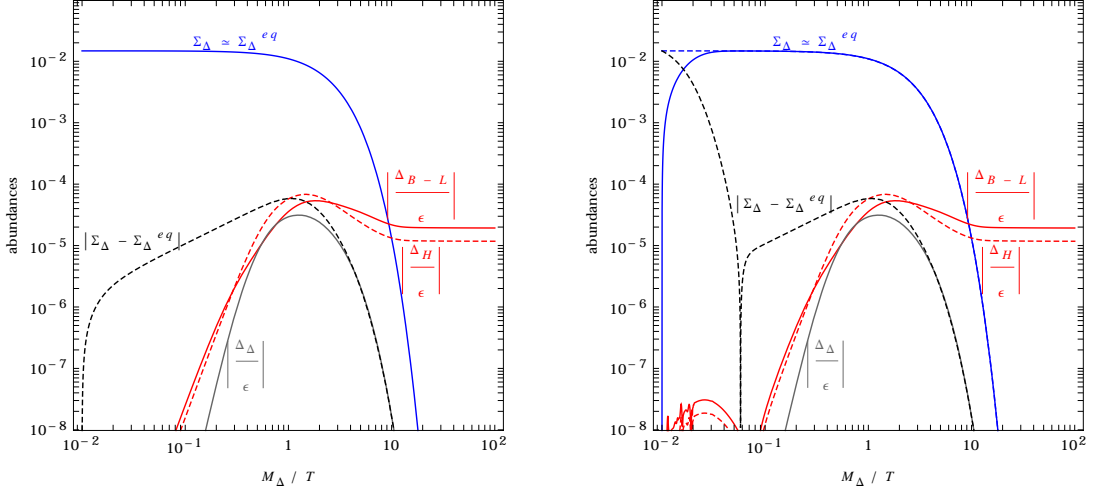 Σ_Δ ≃ Σ_Δ^eq
10^-2
10^-3
10^-4
10^-5
10^-6
10^-7
10^-8
abundances
|Δ_B − L / ϵ|
|Σ_Δ − Σ_Δ^eq|
|Δ_H / ϵ|
|Δ_Δ / ϵ|
10^-2 10^-1 1 10 10^2
M_Δ / T
Σ_Δ ≃ Σ_Δ^eq
10^-2
10^-3
10^-4
10^-5
10^-6
10^-7
10^-8
abundances
|Δ_B − L / ϵ|
|Σ_Δ − Σ_Δ^eq|
|Δ_H / ϵ|
|Δ_Δ / ϵ|
10^-2 10^-1 1 10 10^2
M_Δ / T